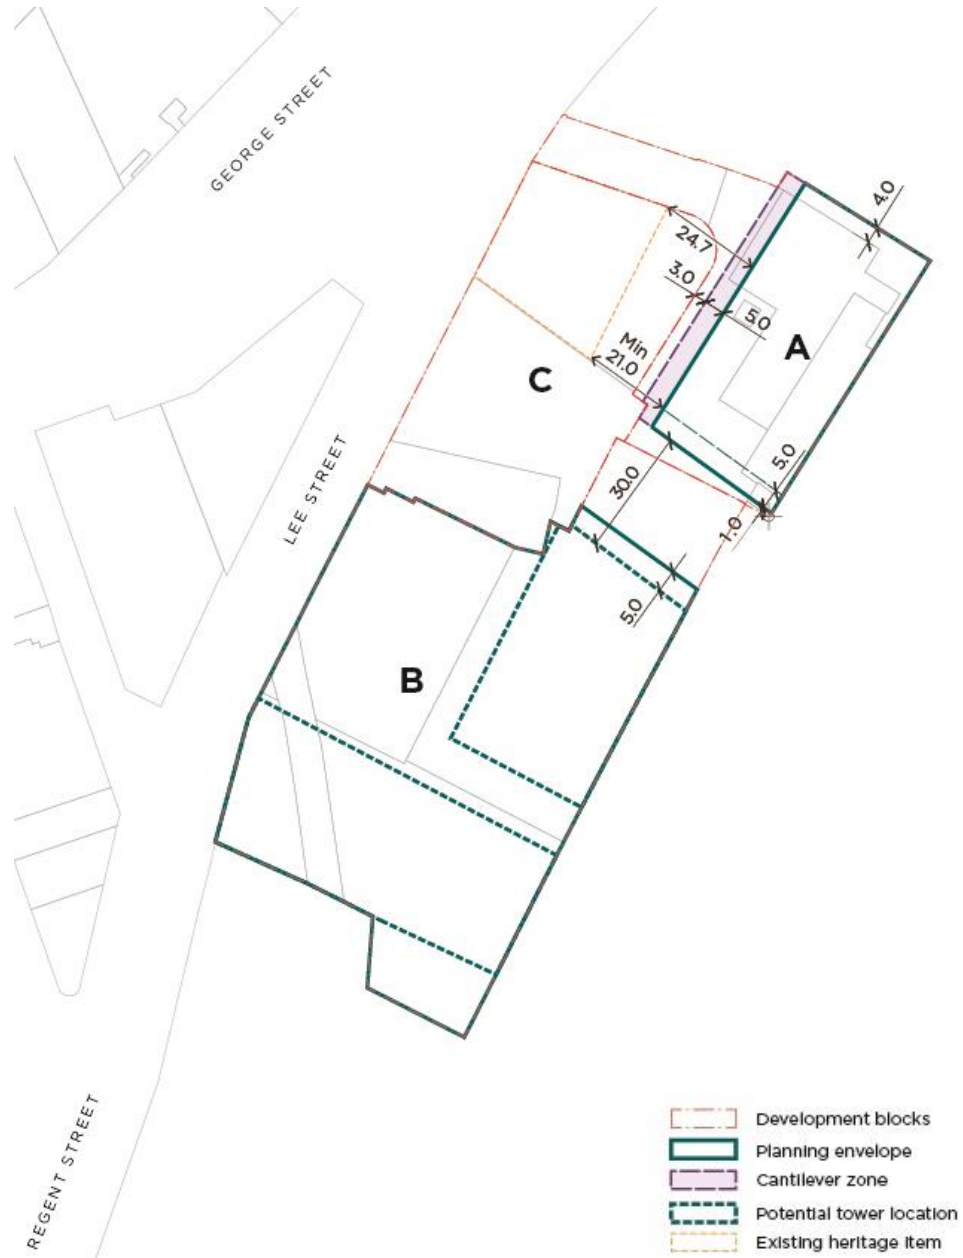 GEORGE STREET
4.0
24.7
3.0
5.0
A
Min
21.0
C
5.0
LEE STREET
30.0
1.0
5.0
B
REGENT STREET
Development blocks
Planning envelope
Cantilever zone
Potential tower location
Existing heritage item